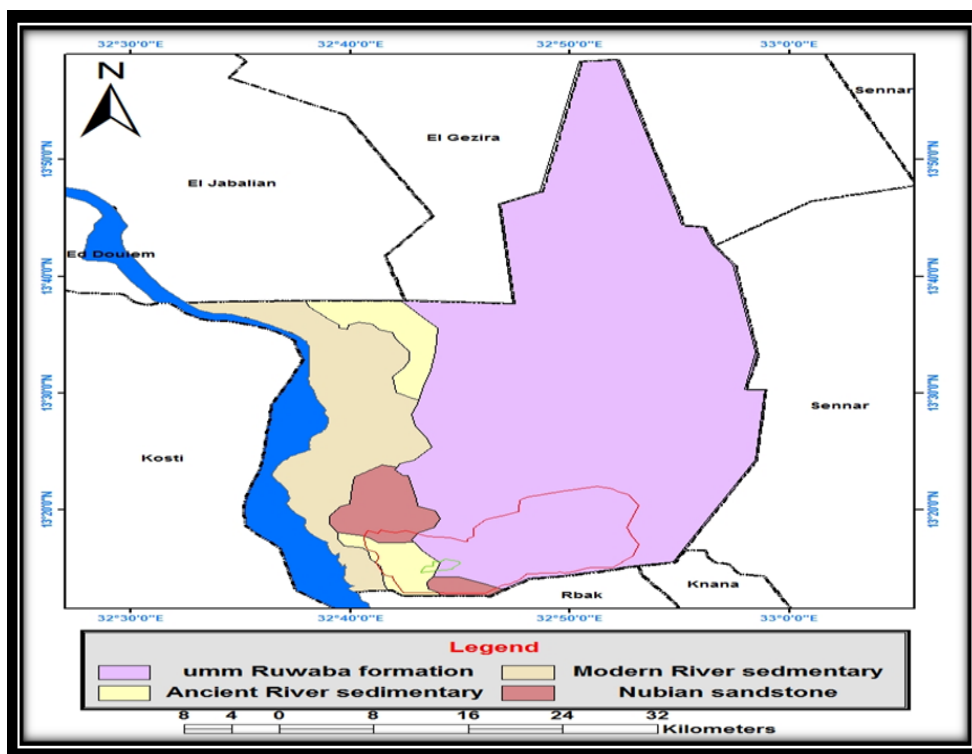 32°30'0"E 32°40'0"E 32°50'0"E 33°0'0"E
N
Sennar
El Gezira
13°50'0"N 13°50'0"N
El Jabalian
Ed Douiem
13°40'0"N 13°40'0"N
13°30'0"N 13°30'0"N
Sennar
Kosti
13°20'0"N 13°20'0"N
Knana
Rbak
32°30'0"E 32°40'0"E 32°50'0"E 33°0'0"E
Legend
umm Ruwaba formation Modern River sedmentary
Ancient River sedimentary Nubian sandstone
8 4 0 8 16 24 32
Kilometers